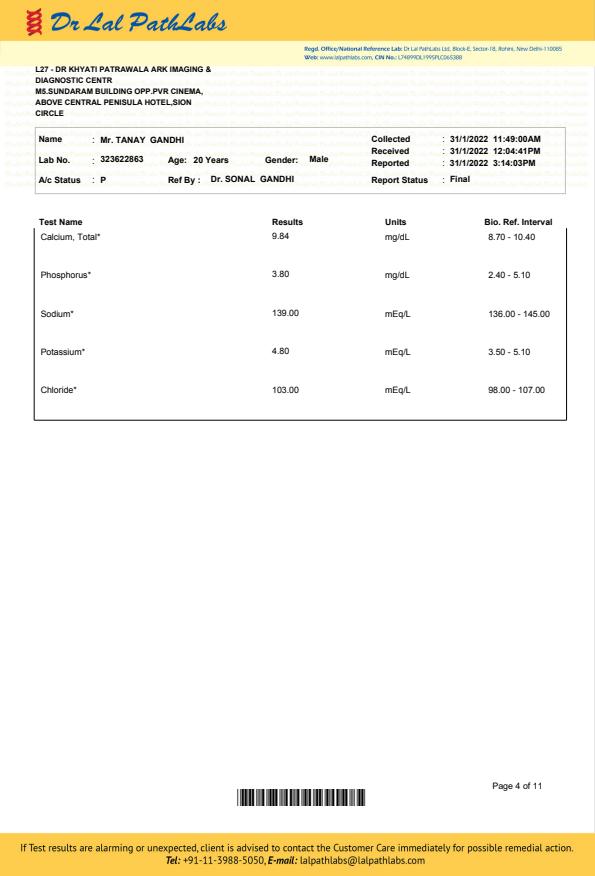 Dr Lal PathLabs
Regd. Office/National Reference Lab: Dr Lal PathLabs Ltd, Block-E, Sector-18, Rohini, New Delhi-110085
Web: www.lalpathlabs.com, CIN No.: L74899DL1995PLC065388
L27 - DR KHYATI PATRAWALA ARK IMAGING &
DIAGNOSTIC CENTR
M5.SUNDARAM BUILDING OPP.PVR CINEMA,
ABOVE CENTRAL PENISULA HOTEL,SION
CIRCLE
Name : Mr. TANAY GANDHI Collected : 31/1/2022 11:49:00AM
Received : 31/1/2022 12:04:41PM
Lab No. : 323622863 Age: 20 Years Gender: Male Reported : 31/1/2022 3:14:03PM
A/c Status : P Ref By : Dr. SONAL GANDHI Report Status : Final
Test Name Results Units Bio. Ref. Interval
Calcium, Total* 9.84 mg/dL 8.70 - 10.40
Phosphorus* 3.80 mg/dL 2.40 - 5.10
Sodium* 139.00 mEq/L 136.00 - 145.00
Potassium* 4.80 mEq/L 3.50 - 5.10
Chloride* 103.00 mEq/L 98.00 - 107.00
Page 4 of 11
If Test results are alarming or unexpected, client is advised to contact the Customer Care immediately for possible remedial action.
Tel: +91-11-3988-5050, E-mail: lalpathlabs@lalpathlabs.com